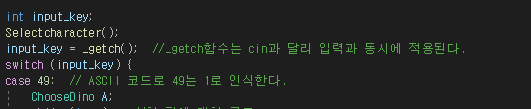 int input_key;
Selectcharacter();
input_key = _getch();  //_getch함수는 cin과 달리 입력과 동시에 적용된다.
switch (input_key) {
case 49:  // ASCII 코드로 49는 1로 인식한다.
ChooseDino A;